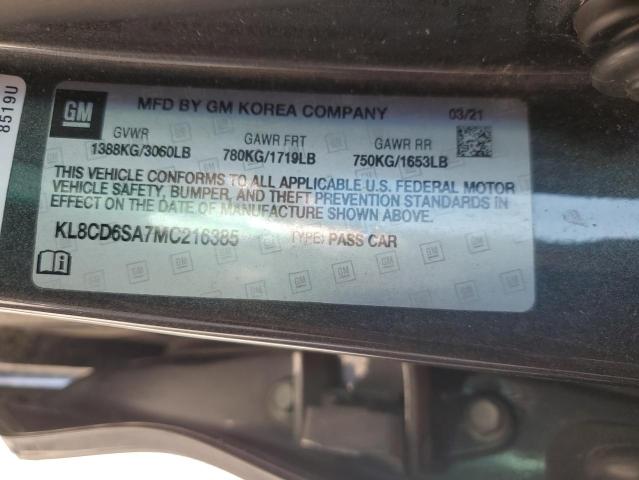 8519U
GM MFD BY GM KOREA COMPANY 03/21
GVWR GAWR FRT GAWR RR
1388KG/3060LB 780KG/1719LB 750KG/1653LB
THIS VEHICLE CONFORMS TO ALL APPLICABLE U.S. FEDERAL MOTOR
VEHICLE SAFETY, BUMPER, AND THEFT PREVENTION STANDARDS IN
EFFECT ON THE DATE OF MANUFACTURE SHOWN ABOVE.
KL8CD6SA7MC216385 TYPE: PASS CAR